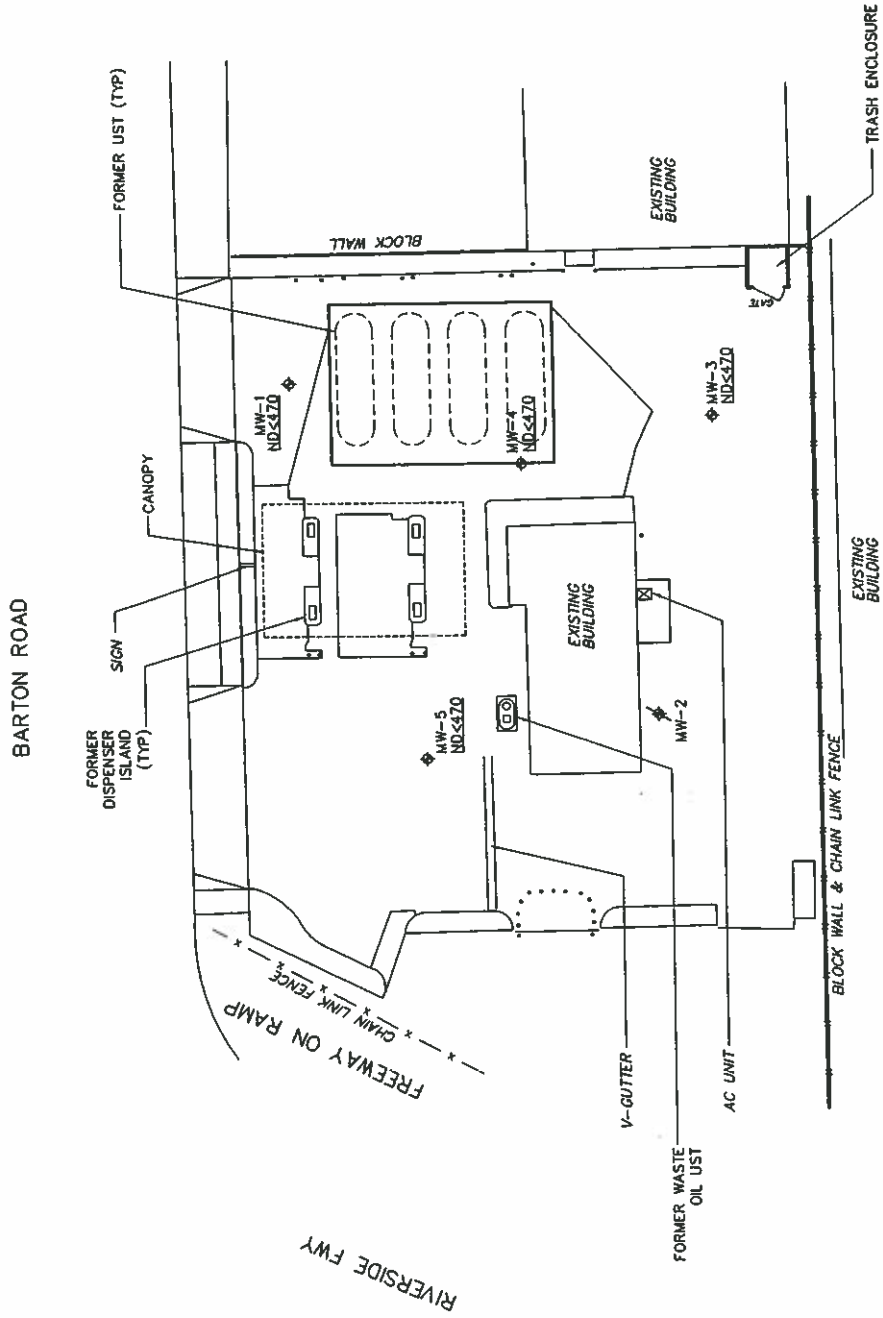 BARTON ROAD
FORMER UST (TYP)
CANOPY
SIGN
FORMER
DISPENSER
ISLAND
(TYP)
BLOCK WALL
EXISTING
BUILDING
MW-1
ND<470
MW-4
ND<470
MW-3
ND<470
GATE
TRASH ENCLOSURE
MW-5
ND<470
EXISTING
BUILDING
MW-2
EXISTING
BUILDING
BLOCK WALL & CHAIN LINK FENCE
CHAIN LINK FENCE
FREEWAY ON RAMP
V-GUTTER
AC UNIT
FORMER WASTE
OIL UST
RIVERSIDE FWY